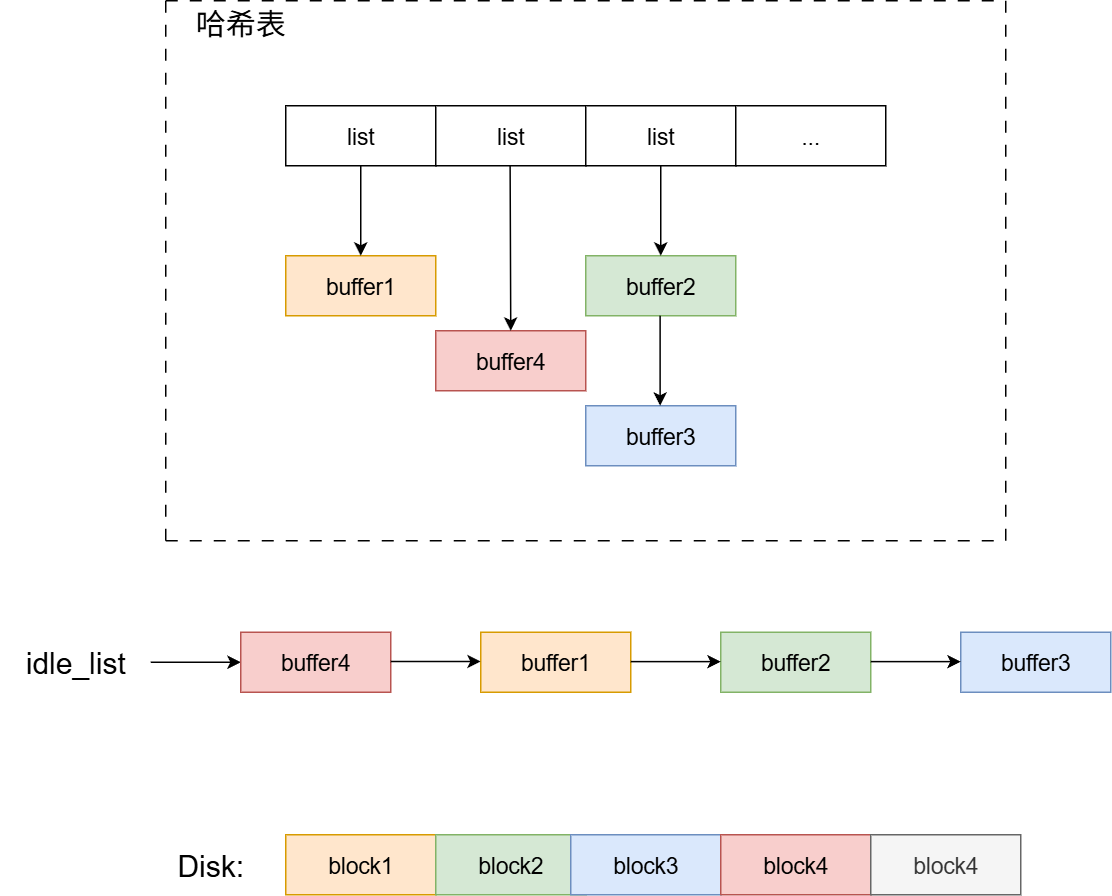 哈希表
list list list ...
buffer1 buffer2
buffer4
buffer3
idle_list buffer4 buffer1 buffer2 buffer3
Disk: block1 block2 block3 block4 block4